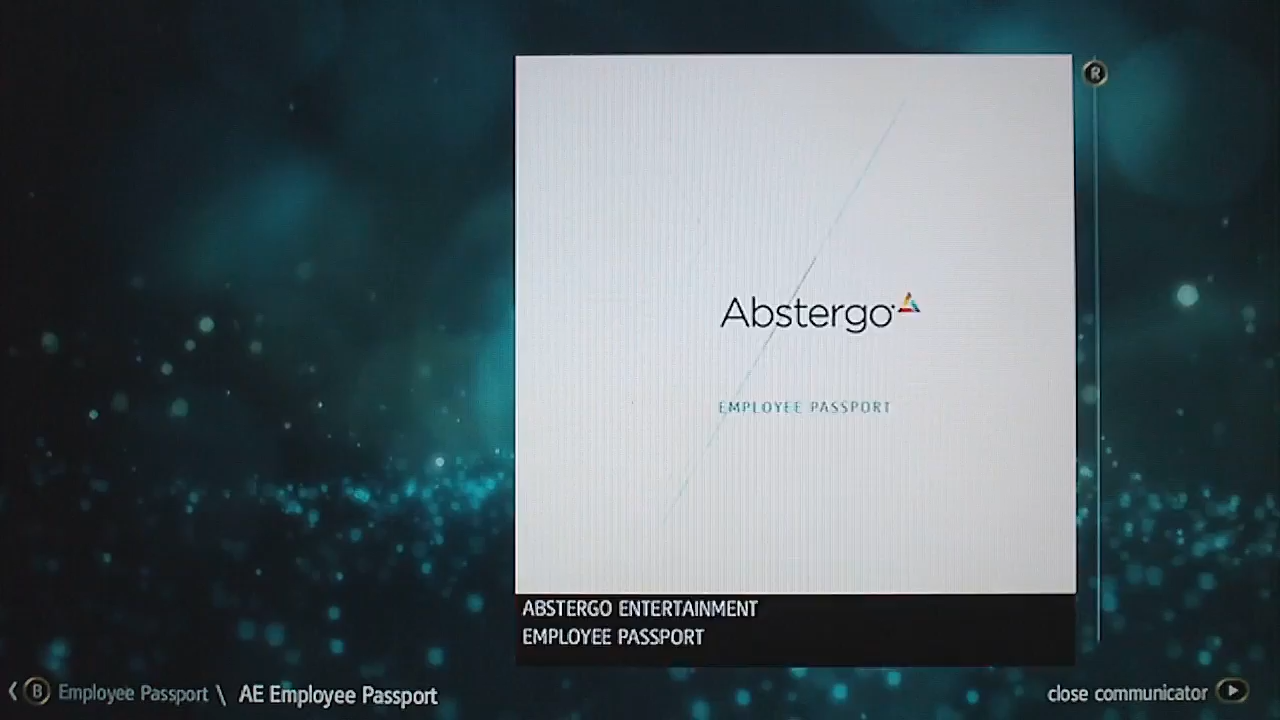 R
Abstergo
EMPLOYEE PASSPORT
ABSTERGO ENTERTAINMENT
EMPLOYEE PASSPORT
B Employee Passport \ AE Employee Passport
close communicator